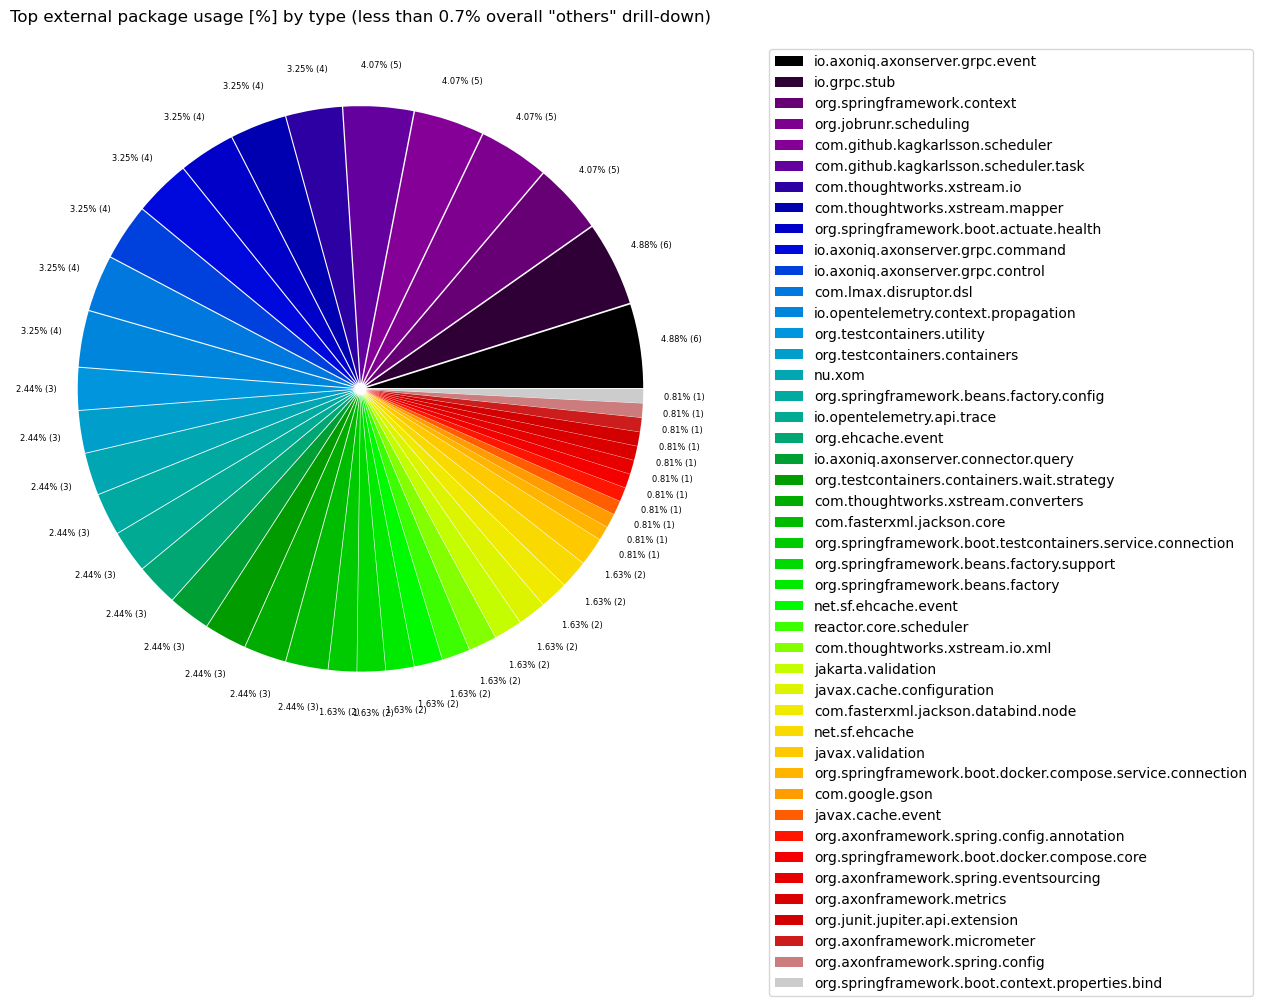 Top external package usage [%] by type (less than 0.7% overall "others" drill-down)
4.88% (6)
4.88% (6)
4.07% (5)
4.07% (5)
4.07% (5)
4.07% (5)
3.25% (4)
3.25% (4)
3.25% (4)
3.25% (4)
3.25% (4)
3.25% (4)
3.25% (4)
2.44% (3)
2.44% (3)
2.44% (3)
2.44% (3)
2.44% (3)
2.44% (3)
2.44% (3)
2.44% (3)
2.44% (3)
2.44% (3)
1.63% (2)
1.63% (2)
1.63% (2)
1.63% (2)
1.63% (2)
1.63% (2)
1.63% (2)
1.63% (2)
1.63% (2)
1.63% (2)
1.63% (2)
0.81% (1)
0.81% (1)
0.81% (1)
0.81% (1)
0.81% (1)
0.81% (1)
0.81% (1)
0.81% (1)
0.81% (1)
0.81% (1)
0.81% (1)
io.axoniq.axonserver.grpc.event
io.grpc.stub
org.springframework.context
org.jobrunr.scheduling
com.github.kagkarlsson.scheduler
com.github.kagkarlsson.scheduler.task
com.thoughtworks.xstream.io
com.thoughtworks.xstream.mapper
org.springframework.boot.actuate.health
io.axoniq.axonserver.grpc.command
io.axoniq.axonserver.grpc.control
com.lmax.disruptor.dsl
io.opentelemetry.context.propagation
org.testcontainers.utility
org.testcontainers.containers
nu.xom
org.springframework.beans.factory.config
io.opentelemetry.api.trace
org.ehcache.event
io.axoniq.axonserver.connector.query
org.testcontainers.containers.wait.strategy
com.thoughtworks.xstream.converters
com.fasterxml.jackson.core
org.springframework.boot.testcontainers.service.connection
org.springframework.beans.factory.support
org.springframework.beans.factory
net.sf.ehcache.event
reactor.core.scheduler
com.thoughtworks.xstream.io.xml
jakarta.validation
javax.cache.configuration
com.fasterxml.jackson.databind.node
net.sf.ehcache
javax.validation
org.springframework.boot.docker.compose.service.connection
com.google.gson
javax.cache.event
org.axonframework.spring.config.annotation
org.springframework.boot.docker.compose.core
org.axonframework.spring.eventsourcing
org.axonframework.metrics
org.junit.jupiter.api.extension
org.axonframework.micrometer
org.axonframework.spring.config
org.springframework.boot.context.properties.bind